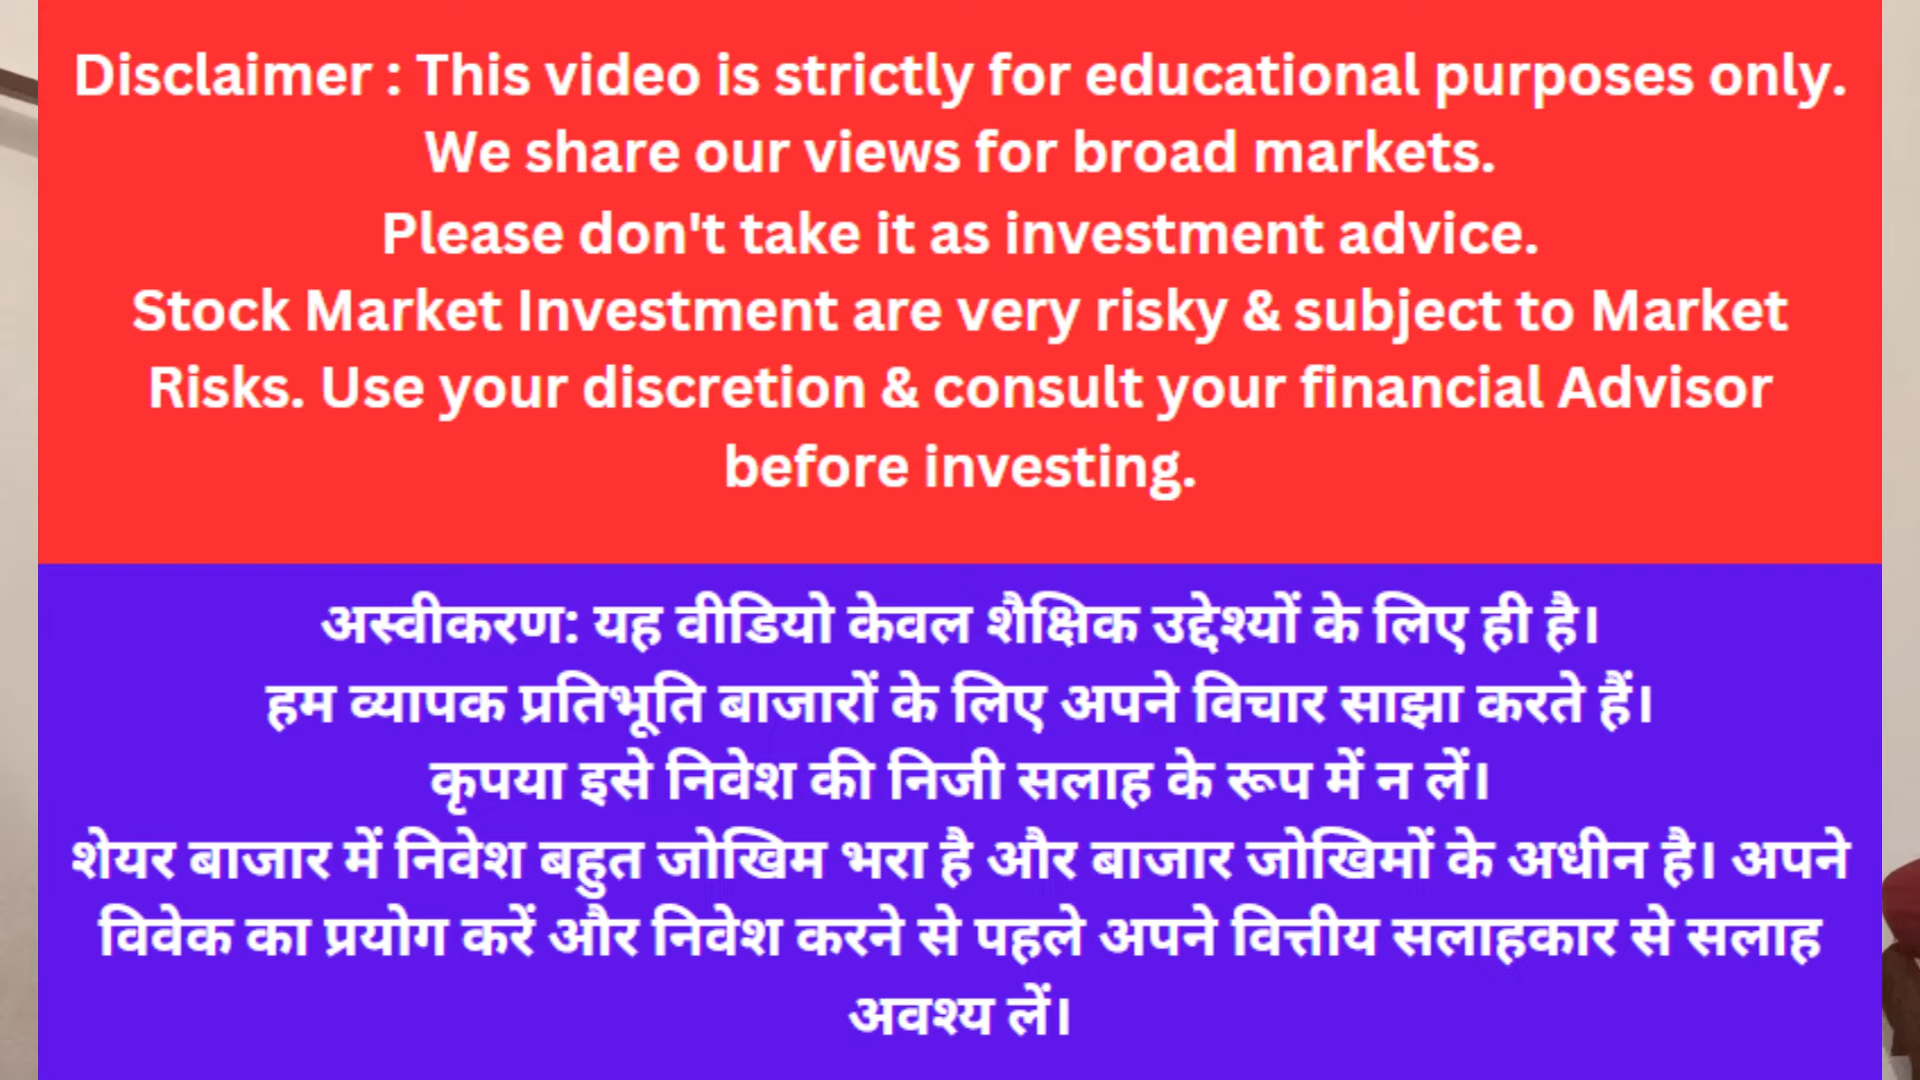 Disclaimer : This video is strictly for educational purposes only.
We share our views for broad markets.
Please don't take it as investment advice.
Stock Market Investment are very risky & subject to Market
Risks. Use your discretion & consult your financial Advisor
before investing.
अस्वीकरण: यह वीडियो केवल शैक्षिक उद्देश्यों के लिए ही है।
हम व्यापक प्रतिभूति बाजारों के लिए अपने विचार साझा करते हैं।
कृपया इसे निवेश की निजी सलाह के रूप में न लें।
शेयर बाजार में निवेश बहुत जोखिम भरा है और बाजार जोखिमों के अधीन है। अपने
विवेक का प्रयोग करें और निवेश करने से पहले अपने वित्तीय सलाहकार से सलाह
अवश्य लें।